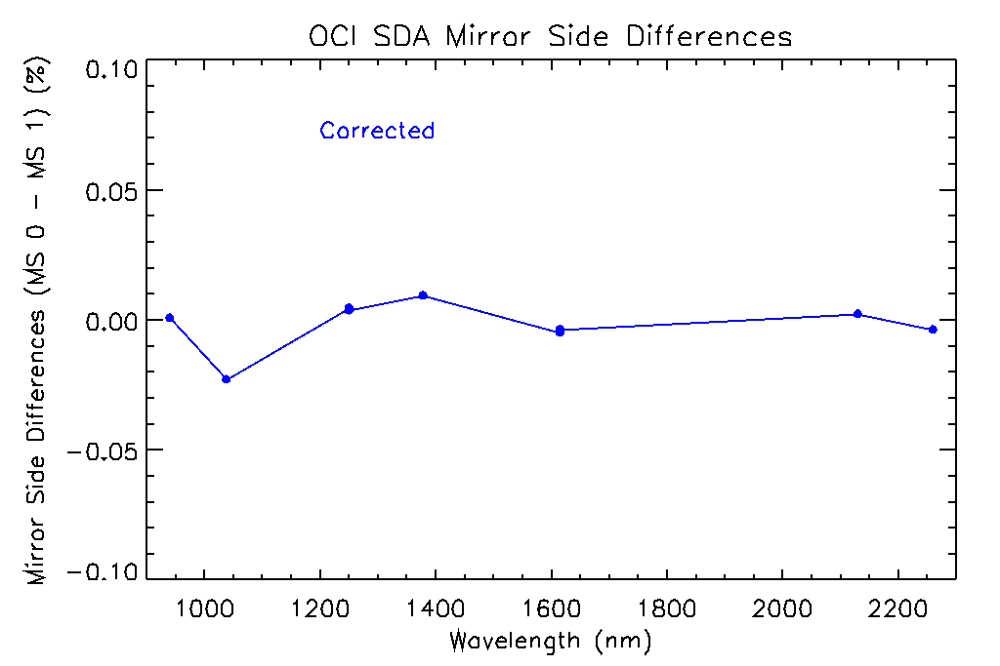 OCI SDA Mirror Side Differences
Mirror Side Differences (MS 0 - MS 1) (%)
0.10
0.05
0.00
-0.05
-0.10
Corrected
1000 1200 1400 1600 1800 2000 2200
Wavelength (nm)